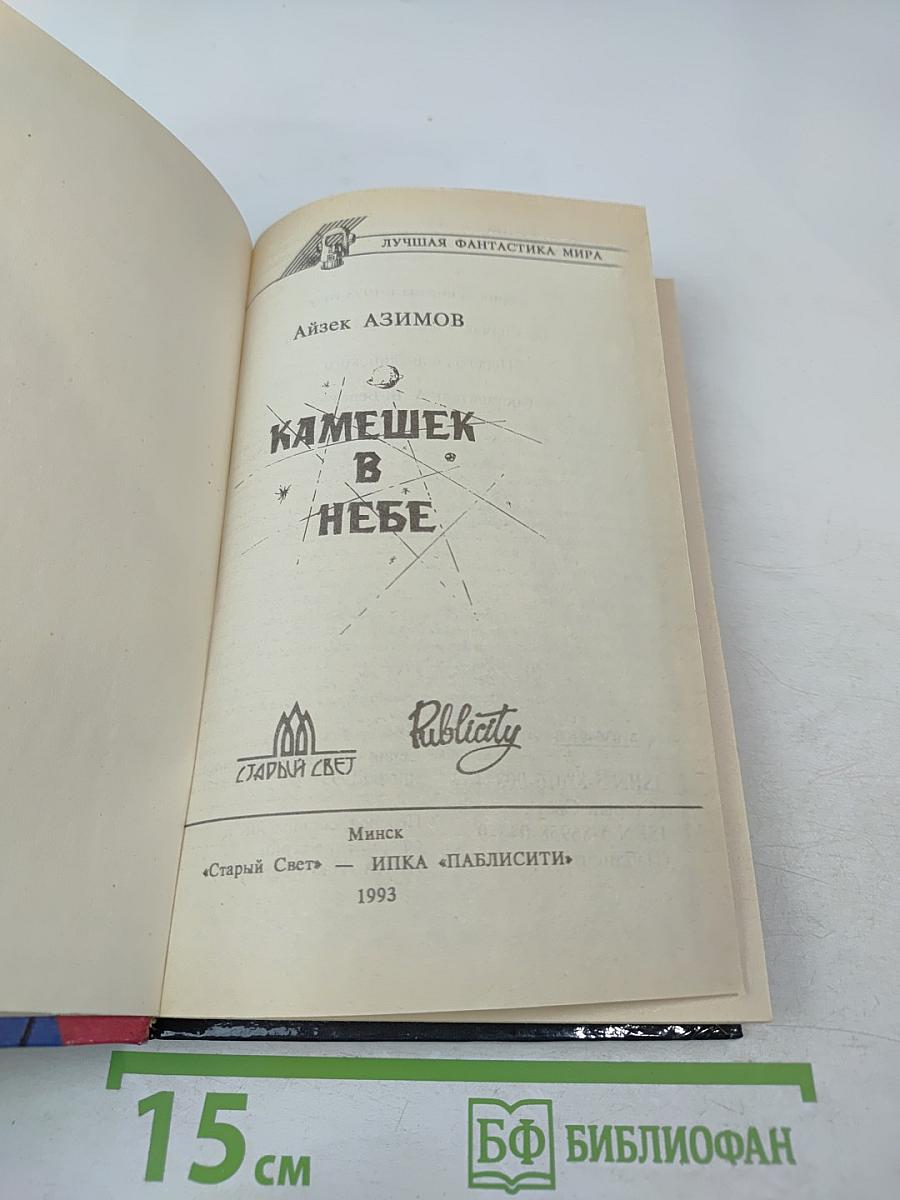 ЛУЧШАЯ ФАНТАСТИКА МИРА
Айзек АЗИМОВ
КАМЕШЕК
В
НЕБЕ
СТАРЫЙ СВЕТ
Publicity
Минск
«Старый Свет» — ИПКА «ПАБЛИСИТИ»
1993
15 см
БФ БИБЛИОФАН